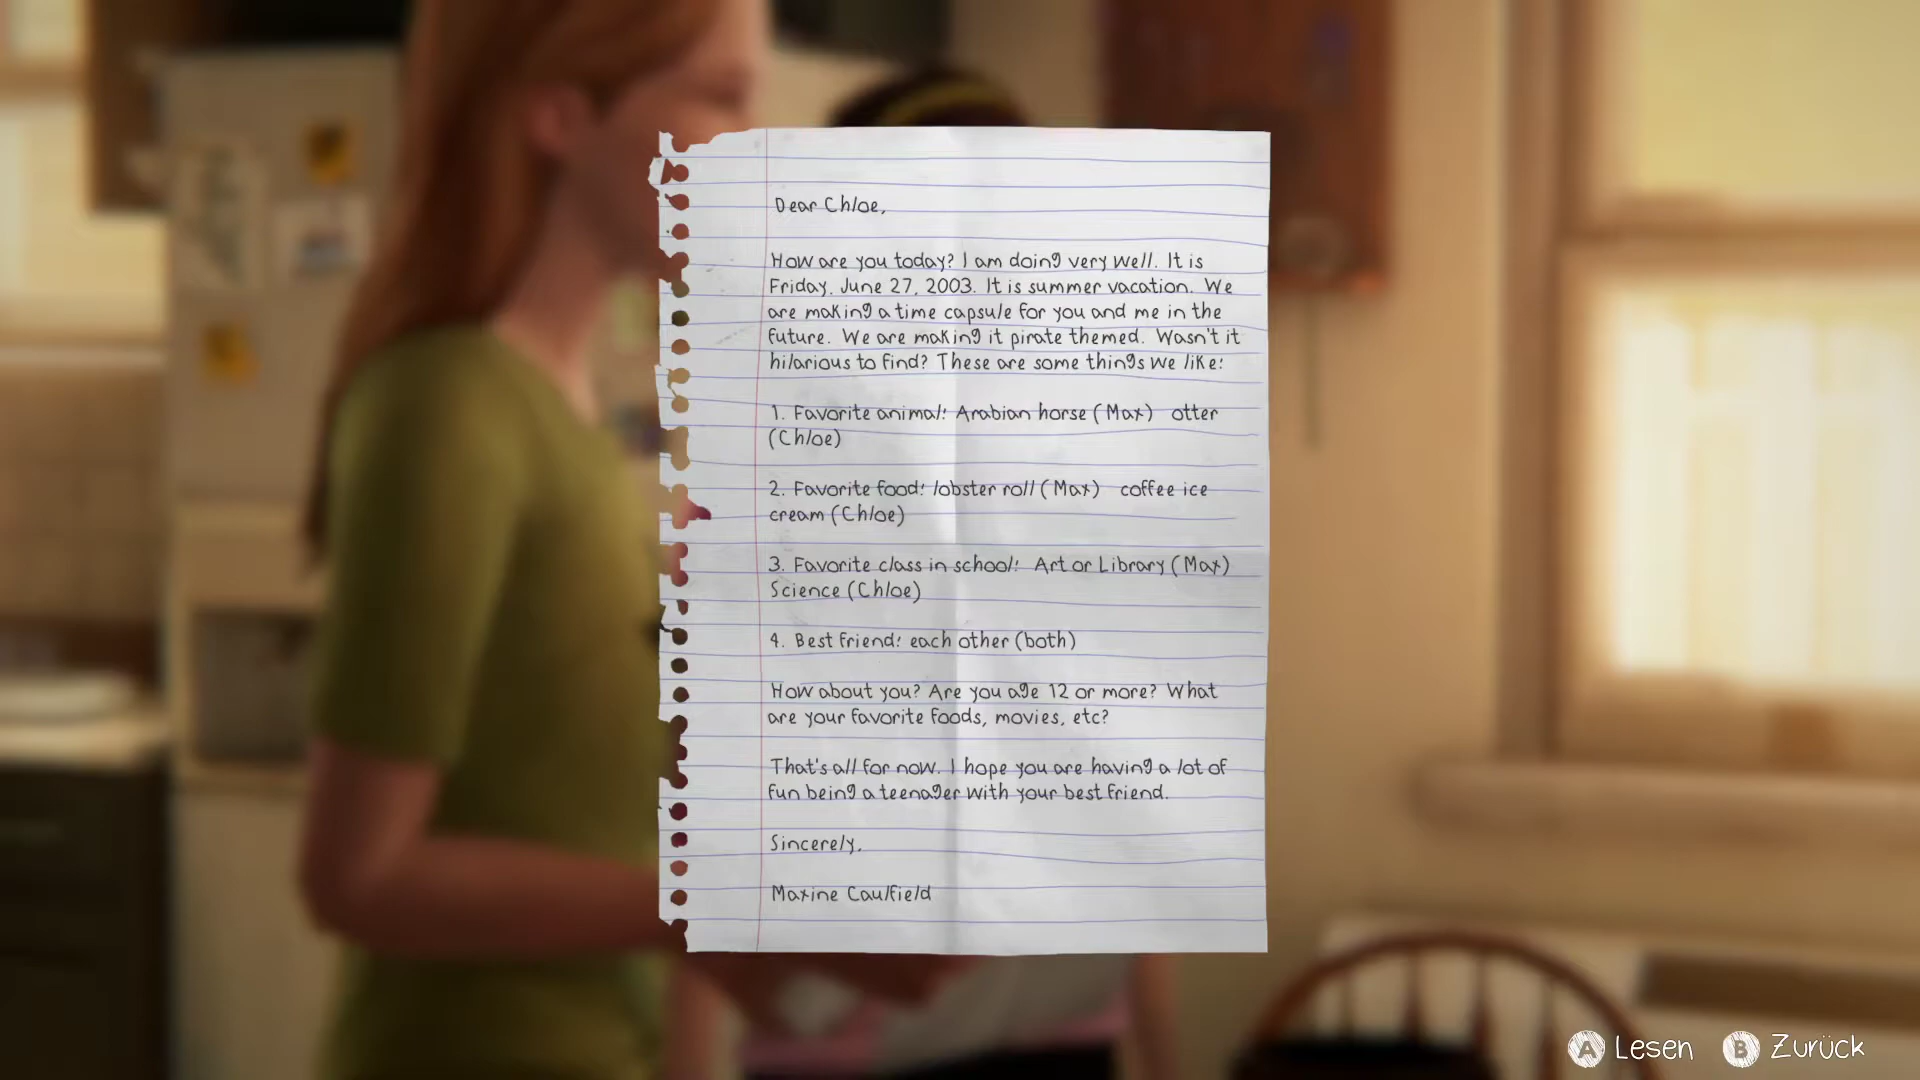 Dear Chloe,
How are you today? I am doing very well. It is
Friday, June 27, 2003. It is summer vacation. We
are making a time capsule for you and me in the
future. We are making it pirate themed. Wasn't it
hilarious to find? These are some things we like:
1. Favorite animal: Arabian horse (Max) otter
(Chloe)
2. Favorite food: lobster roll (Max) coffee ice
cream (Chloe)
3. Favorite class in school: Art or Library (Max)
Science (Chloe)
4. Best friend: each other (both)
How about you? Are you age 12 or more? What
are your favorite foods, movies, etc?
That's all for now. I hope you are having a lot of
fun being a teenager with your best friend.
Sincerely,
Maxine Caulfield
A Lesen B Zurück